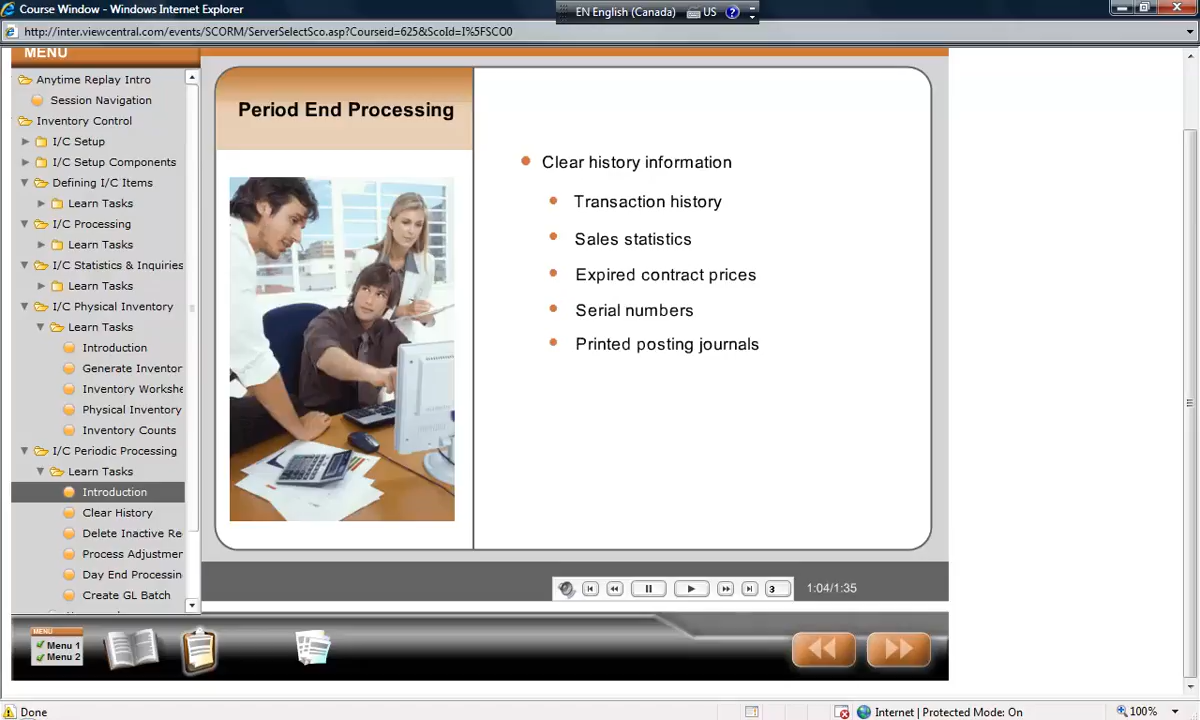 Course Window - Windows Internet Explorer
EN English (Canada) US
http://inter.viewcentral.com/events/SCORM/ServerSelectSco.asp?Courseid=625&ScoId=I%5FSCO0
MENU
Anytime Replay Intro
Session Navigation
Inventory Control
I/C Setup
I/C Setup Components
Defining I/C Items
Learn Tasks
I/C Processing
Learn Tasks
I/C Statistics & Inquiries
Learn Tasks
I/C Physical Inventory
Learn Tasks
Introduction
Generate Inventor
Inventory Workshe
Physical Inventory
Inventory Counts
I/C Periodic Processing
Learn Tasks
Introduction
Clear History
Delete Inactive Re
Process Adjustmer
Day End Processin
Create GL Batch
Period End Processing
Clear history information
Transaction history
Sales statistics
Expired contract prices
Serial numbers
Printed posting journals
3
1:04/1:35
MENU
Menu 1
Menu 2
Done
Internet | Protected Mode: On
100%